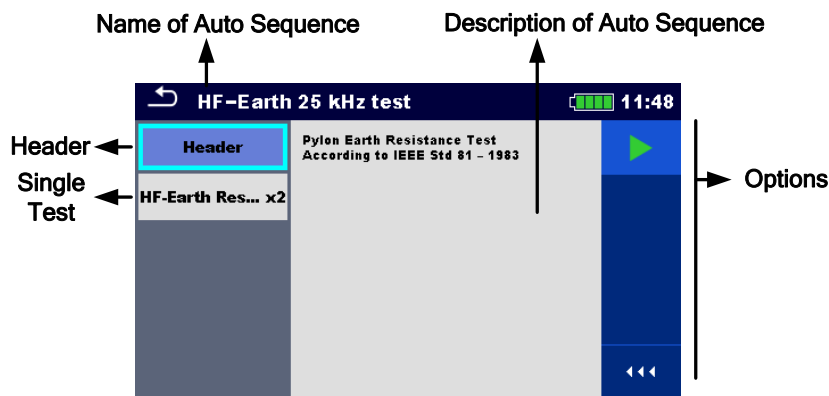 Name of Auto Sequence
Description of Auto Sequence
HF-Earth 25 kHz test
11:48
Header
Header
Pylon Earth Resistance Test
According to IEEE Std 81 – 1983
Single
Test
HF-Earth Res... x2
Options